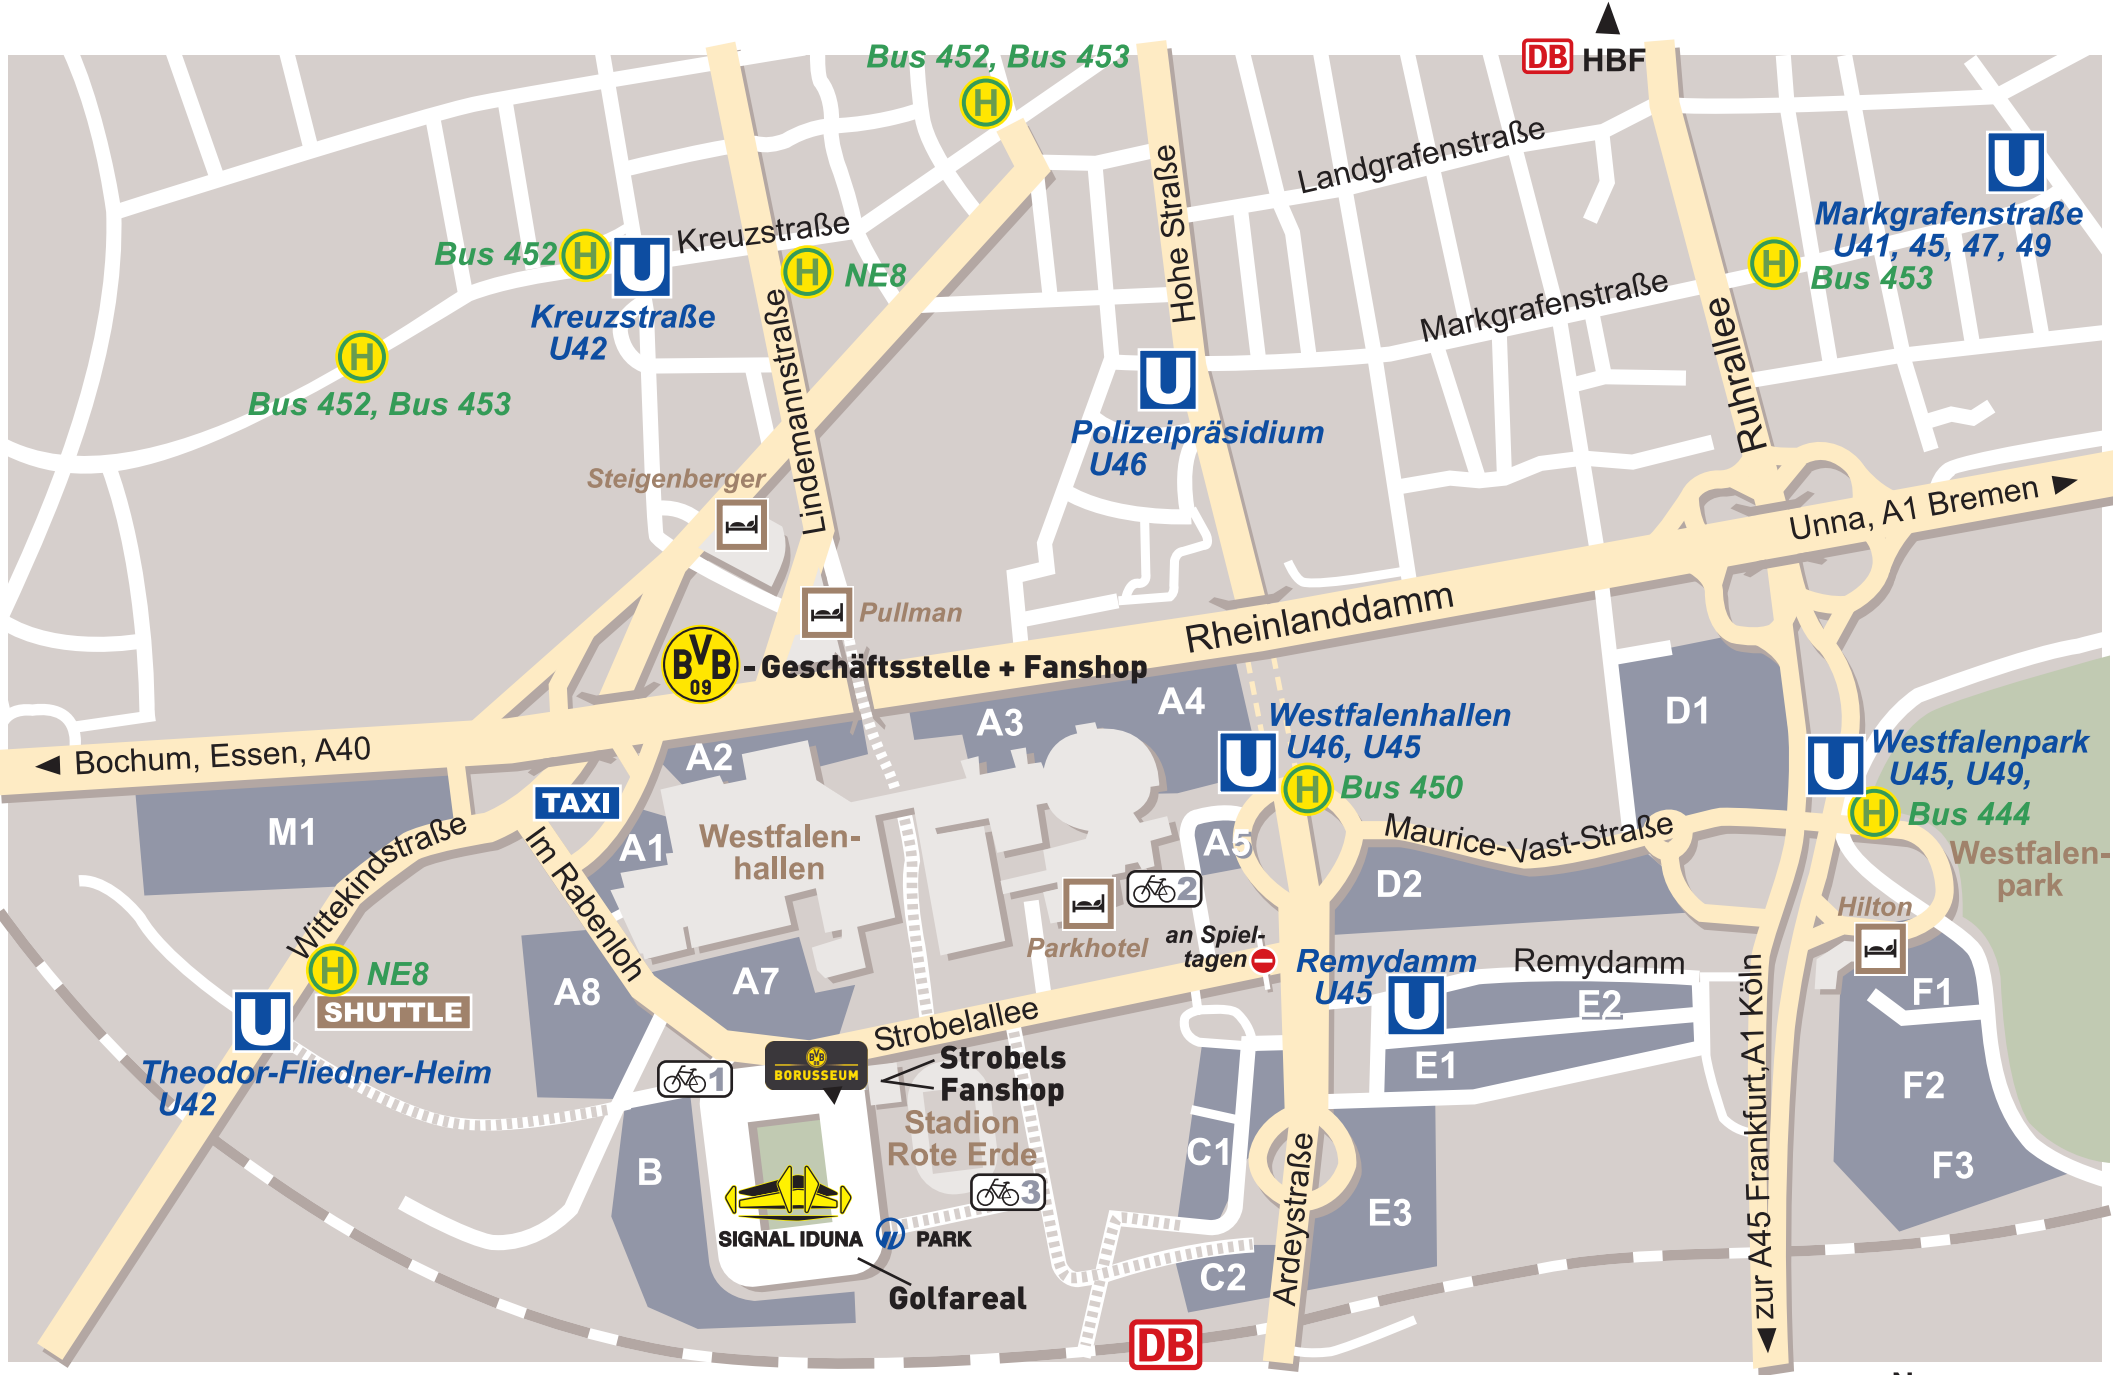 Bus 452, Bus 453
H
DB HBF
U
Markgrafenstraße
U41, 45, 47, 49
H
Bus 453
Landgrafenstraße
Hohe Straße
Kreuzstraße
Bus 452
H
U
Kreuzstraße
U42
H
NE8
Markgrafenstraße
Ruhrallee
Lindemannstraße
H
Bus 452, Bus 453
U
Polizeipräsidium
U46
Steigenberger
Unna, A1 Bremen
Pullman
Rheinlanddamm
BVB
09
- Geschäftsstelle + Fanshop
A4
A3
D1
Westfalenhallen
U46, U45
U
H
Bus 450
Westfalenpark
U45, U49,
U
H
Bus 444
Bochum, Essen, A40
A2
TAXI
M1
Wittekindstraße
Im Rabenloh
A1
Westfalen-
hallen
A5
Maurice-Vast-Straße
Westfalen-
park
D2
2
Hilton
Parkhotel
an Spiel-
tagen
Remydamm
U45
U
Remydamm
H
NE8
SHUTTLE
U
Theodor-Fliedner-Heim
U42
A8
A7
Strobelallee
E2
E1
F1
F2
F3
1
BVB
BORUSSEUM
Strobels
Fanshop
Stadion
Rote Erde
3
B
C1
C2
E3
SIGNAL IDUNA PARK
Golfareal
Ardeystraße
zur A45 Frankfurt,A1 Köln
DB